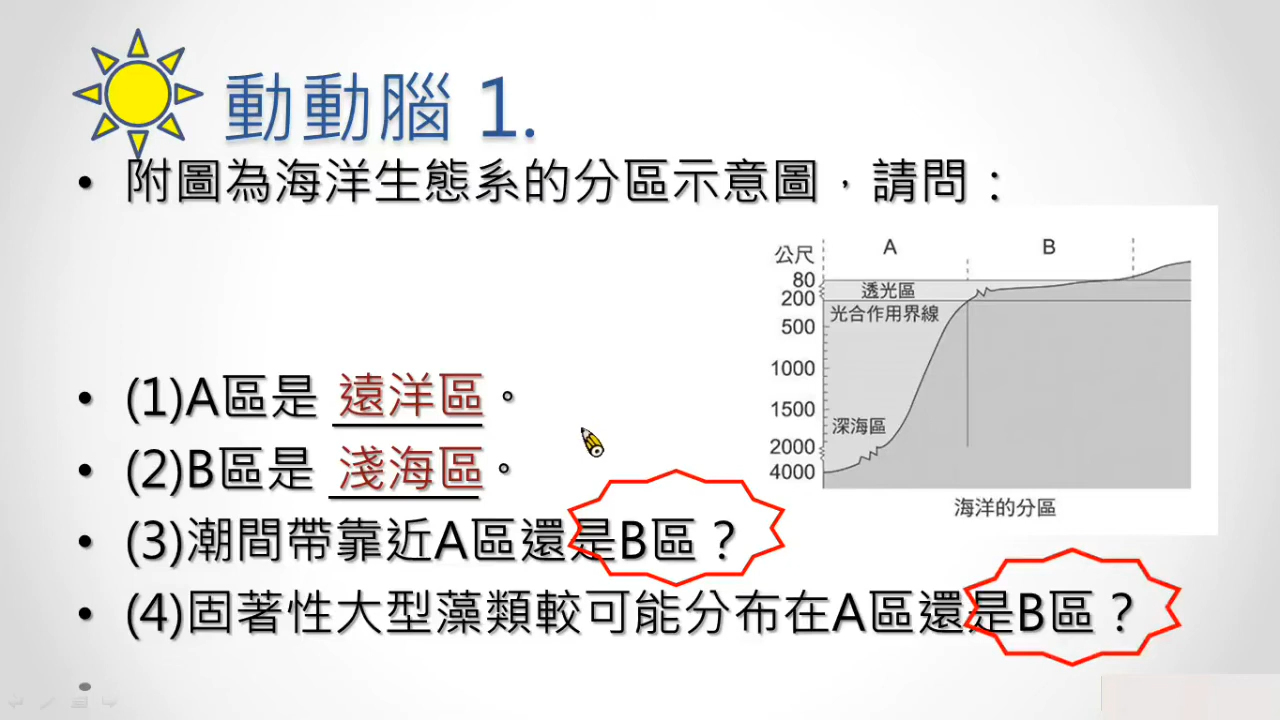 動動腦 1.
• 附圖為海洋生態系的分區示意圖，請問：
公尺
A
B
80
200
500
1000
1500
2000
4000
透光區
光合作用界線
深海區
海洋的分區
• (1)A區是 遠洋區。
• (2)B區是 淺海區。
• (3)潮間帶靠近A區還是B區？
• (4)固著性大型藻類較可能分布在A區還是B區？